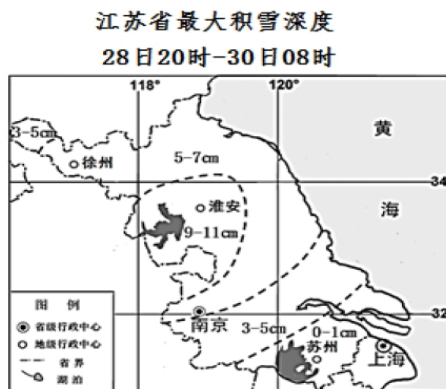 江苏省最大积雪深度
28日20时-30日08时
118° 120°
黄
海
3-5cm
徐州
5-7cm
34
淮安
9-11cm
32
南京
3-5cm
0-1cm
苏州
上海
图 例
省级行政中心
地级行政中心
省 界
湖泊